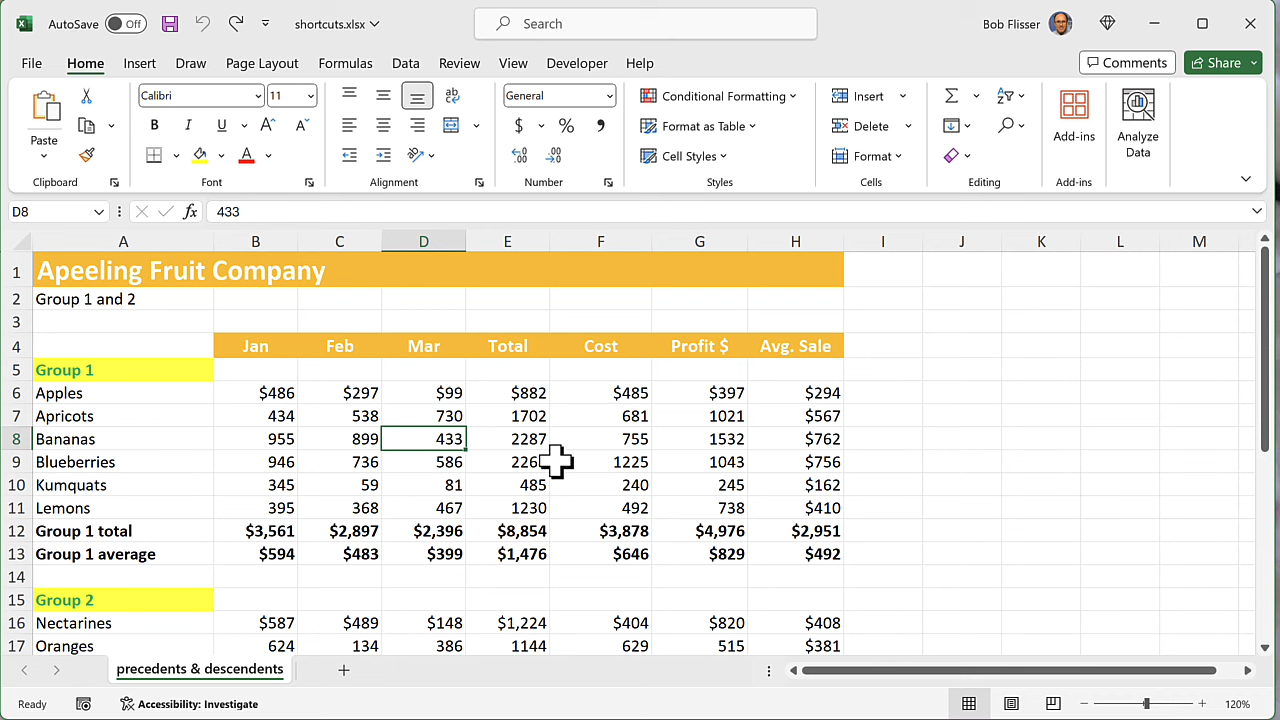 AutoSave Off shortcuts.xlsx Search Bob Flisser
File Home Insert Draw Page Layout Formulas Data Review View Developer Help Comments Share
Paste Calibri 11 ab c General $ % , Conditional Formatting Format as Table Cell Styles Insert Delete Format Add-ins Analyze Data
B I U A A A
Clipboard Font Alignment Number Styles Cells Editing Add-ins
D8 fx 433
A B C D E F G H I J K L M
1 Apeeling Fruit Company
2 Group 1 and 2
3
4 Jan Feb Mar Total Cost Profit $ Avg. Sale
5 Group 1
6 Apples $486 $297 $99 $882 $485 $397 $294
7 Apricots 434 538 730 1702 681 1021 $567
8 Bananas 955 899 433 2287 755 1532 $762
9 Blueberries 946 736 586 226 1225 1043 $756
10 Kumquats 345 59 81 485 240 245 $162
11 Lemons 395 368 467 1230 492 738 $410
12 Group 1 total $3,561 $2,897 $2,396 $8,854 $3,878 $4,976 $2,951
13 Group 1 average $594 $483 $399 $1,476 $646 $829 $492
14
15 Group 2
16 Nectarines $587 $489 $148 $1,224 $404 $820 $408
17 Oranges 624 134 386 1144 629 515 $381
precedents & descendents
Ready Accessibility: Investigate 120%